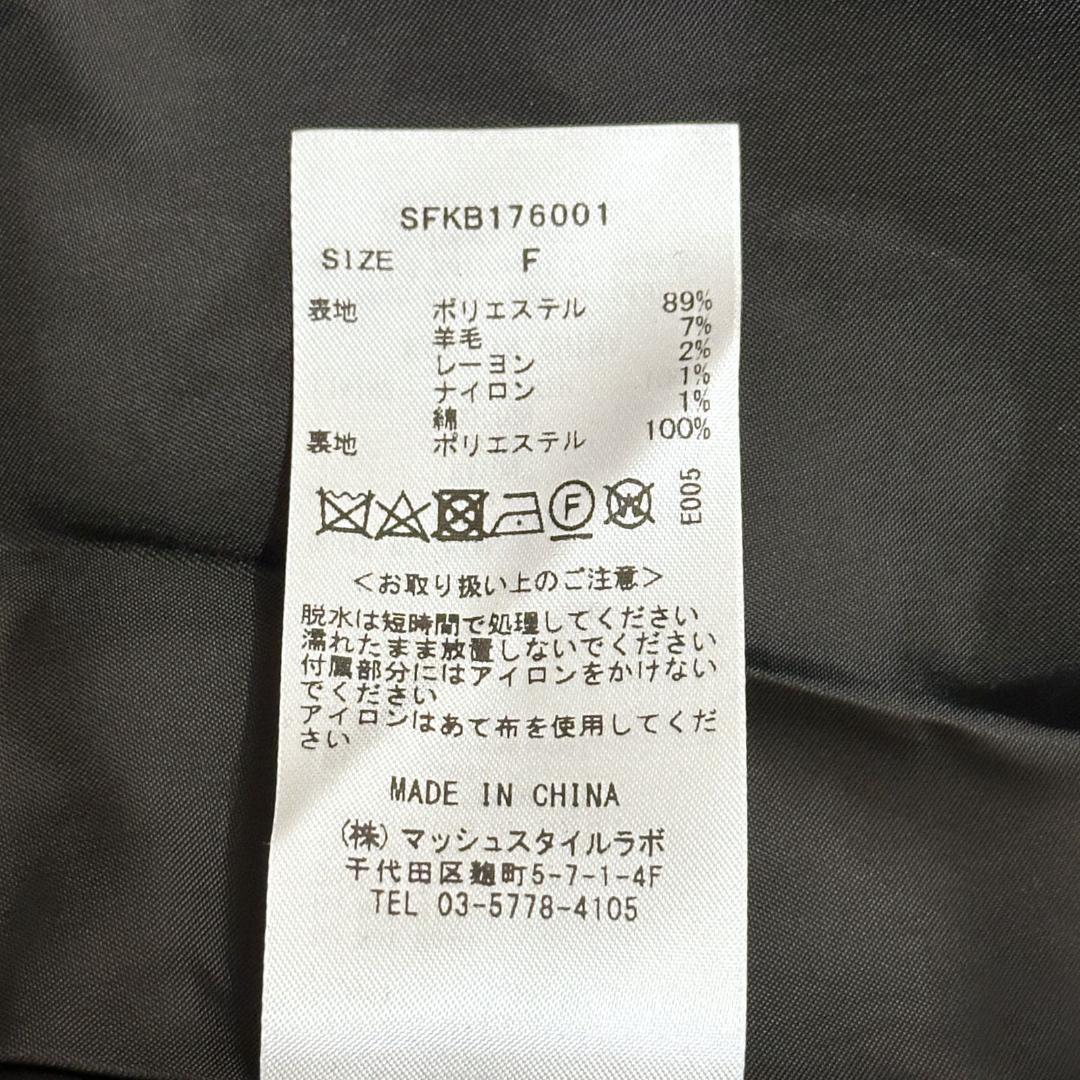 SFKB176001
SIZE F
表地 ポリエステル 89%
羊毛 7%
レーヨン 2%
ナイロン 1%
綿 1%
裏地 ポリエステル 100%
F W E005
<お取り扱い上のご注意>
脱水は短時間で処理してください
濡れたまま放置しないでください
付属部分にはアイロンをかけない
でください
アイロンはあて布を使用してくだ
さい
MADE IN CHINA
(株)マッシュスタイルラボ
千代田区麹町5-7-1-4F
TEL 03-5778-4105